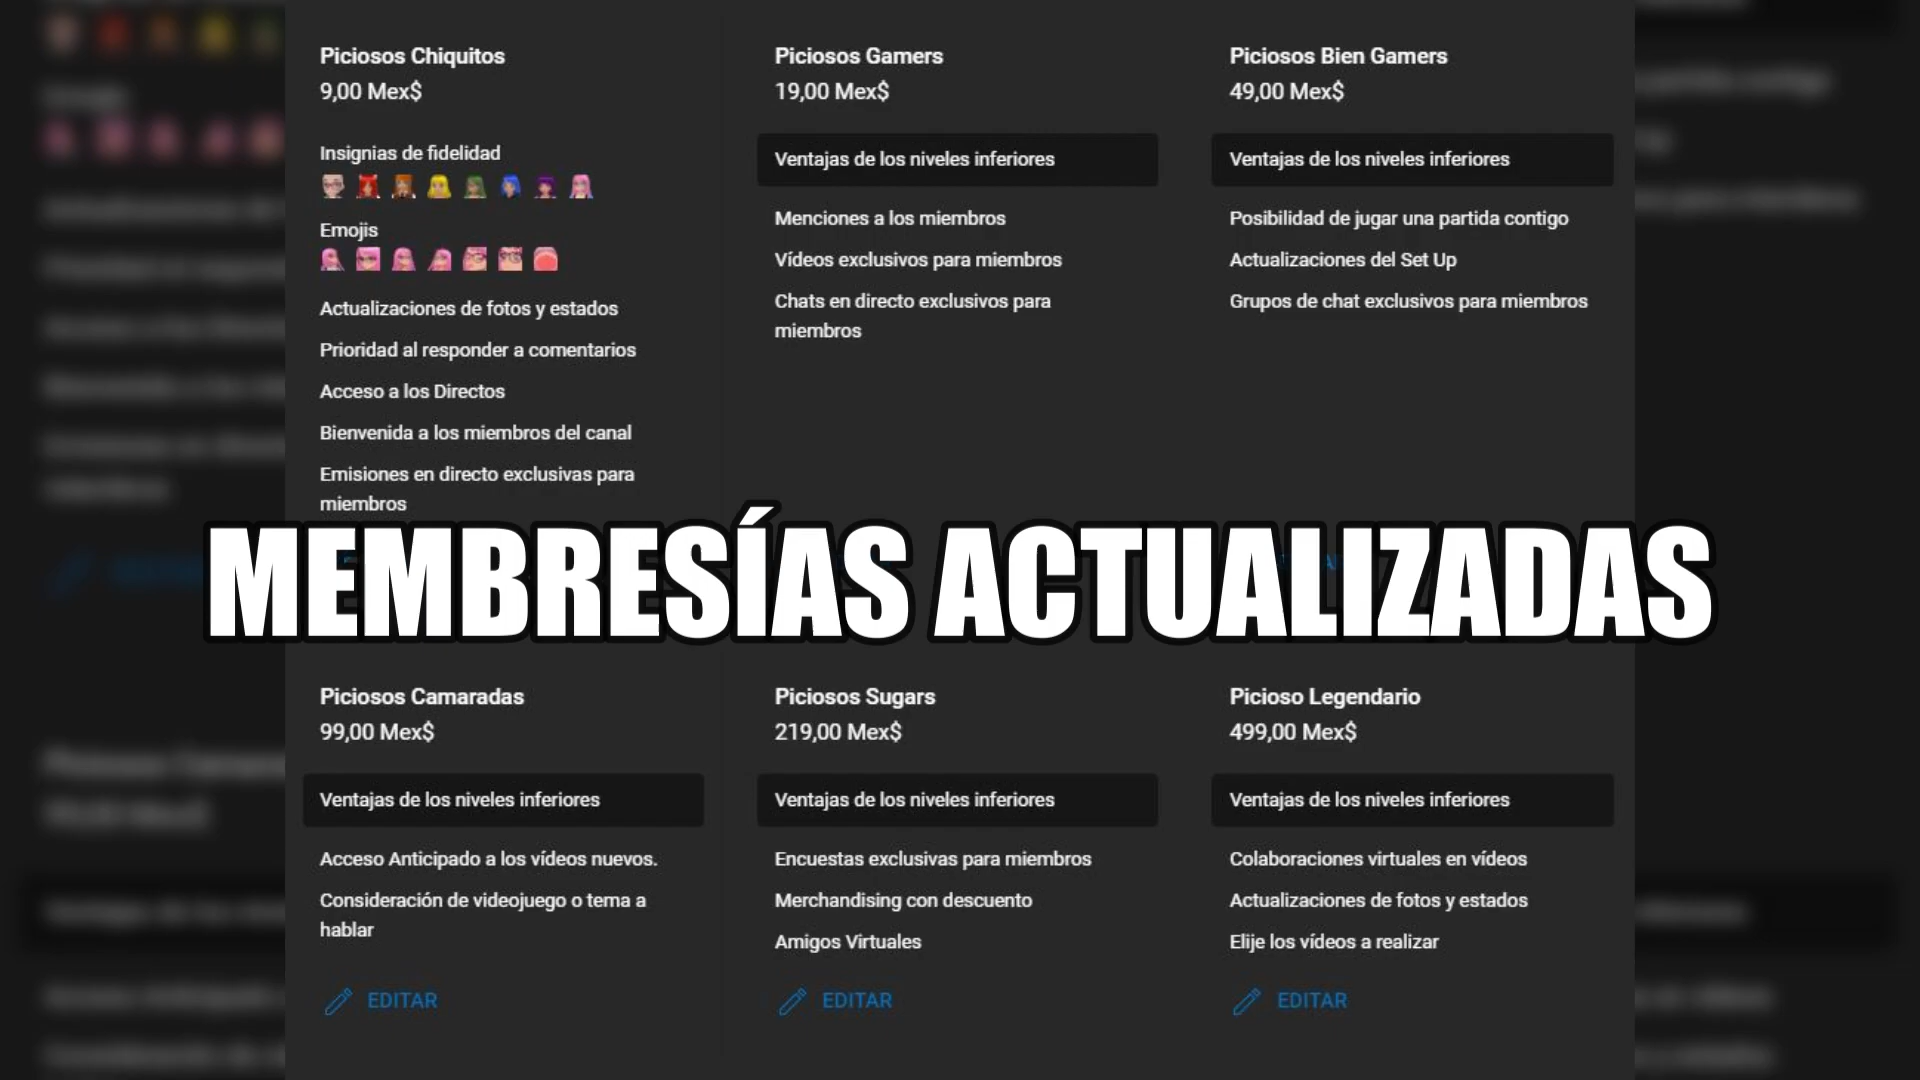 Piciosos Chiquitos
9,00 Mex$
Insignias de fidelidad
Emojis
Actualizaciones de fotos y estados
Prioridad al responder a comentarios
Acceso a los Directos
Bienvenida a los miembros del canal
Emisiones en directo exclusivas para
miembros
Piciosos Gamers
19,00 Mex$
Ventajas de los niveles inferiores
Menciones a los miembros
Vídeos exclusivos para miembros
Chats en directo exclusivos para
miembros
Piciosos Bien Gamers
49,00 Mex$
Ventajas de los niveles inferiores
Posibilidad de jugar una partida contigo
Actualizaciones del Set Up
Grupos de chat exclusivos para miembros
MEMBRESÍAS ACTUALIZADAS
Piciosos Camaradas
99,00 Mex$
Ventajas de los niveles inferiores
Acceso Anticipado a los vídeos nuevos.
Consideración de videojuego o tema a
hablar
EDITAR
Piciosos Sugars
219,00 Mex$
Ventajas de los niveles inferiores
Encuestas exclusivas para miembros
Merchandising con descuento
Amigos Virtuales
EDITAR
Picioso Legendario
499,00 Mex$
Ventajas de los niveles inferiores
Colaboraciones virtuales en vídeos
Actualizaciones de fotos y estados
Elije los vídeos a realizar
EDITAR